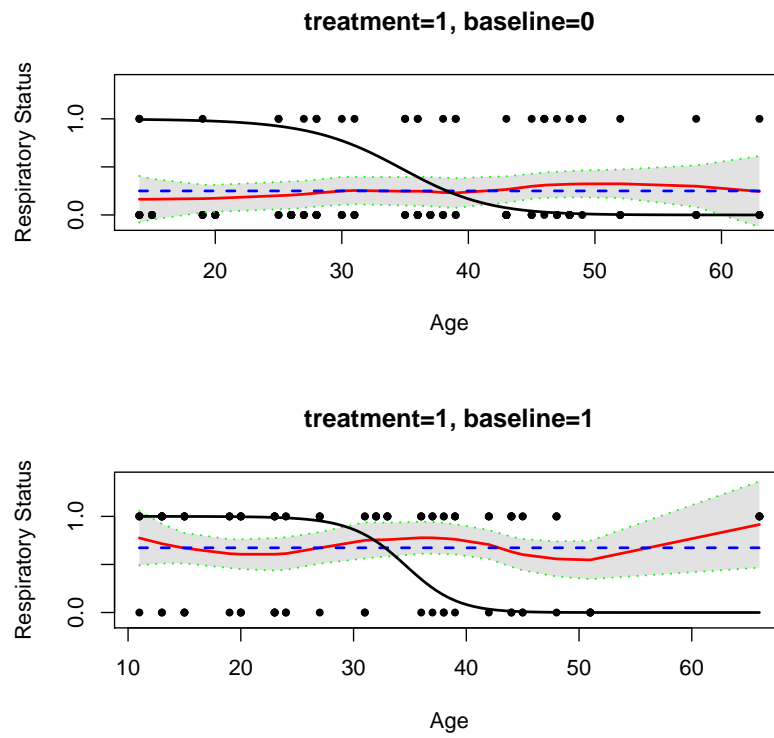 treatment=1, baseline=0
Respiratory Status
1.0
0.0
20 30 40 50 60
Age
treatment=1, baseline=1
Respiratory Status
1.0
0.0
10 20 30 40 50 60
Age